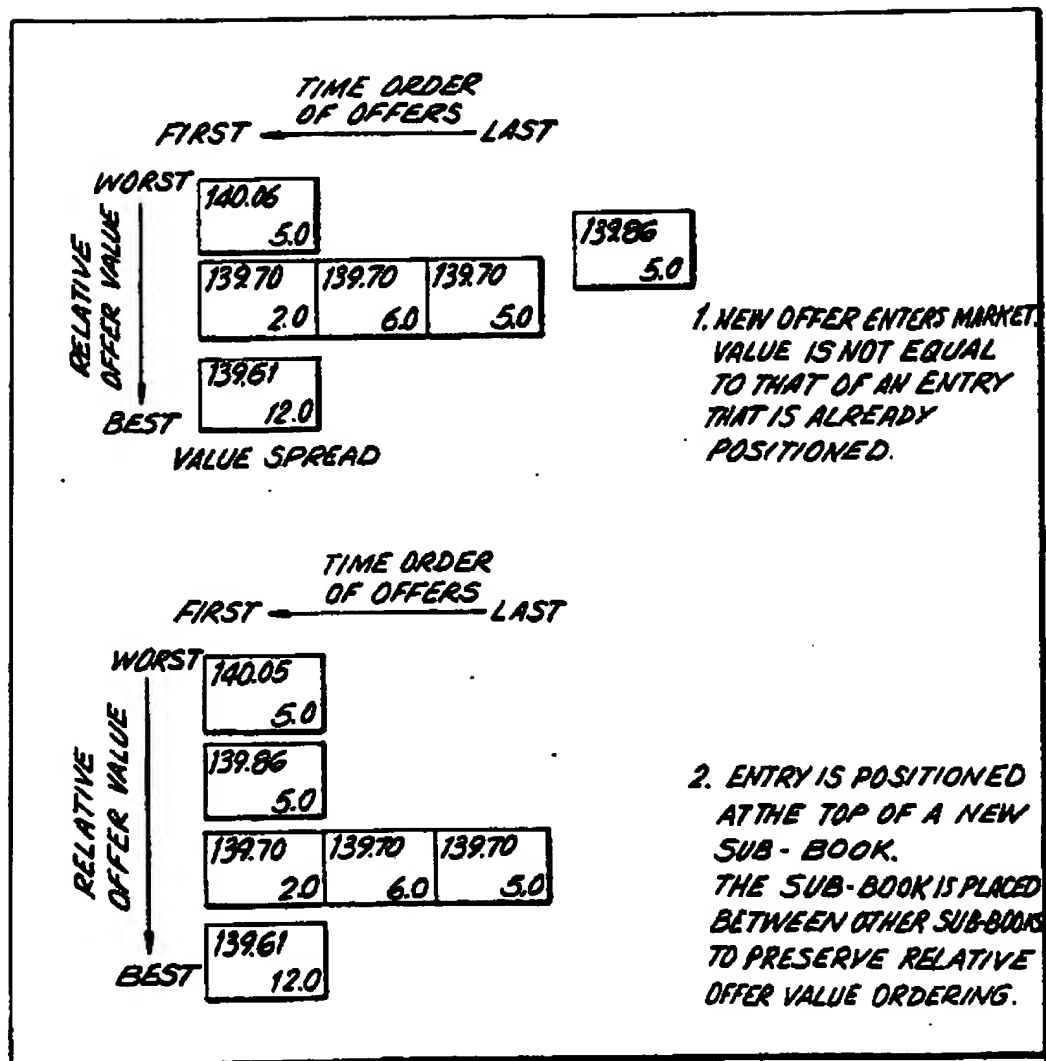 TIME ORDER
OF OFFERS
FIRST LAST
WORST
RELATIVE
OFFER VALUE
BEST
140.06
5.0
139.70 139.70 139.70
2.0 6.0 5.0
139.61
12.0
VALUE SPREAD
139.86
5.0
1. NEW OFFER ENTERS MARKET.
VALUE IS NOT EQUAL
TO THAT OF AN ENTRY
THAT IS ALREADY
POSITIONED.
TIME ORDER
OF OFFERS
FIRST LAST
WORST
RELATIVE
OFFER VALUE
BEST
140.05
5.0
139.86
5.0
139.70 139.70 139.70
2.0 6.0 5.0
139.61
12.0
2. ENTRY IS POSITIONED
AT THE TOP OF A NEW
SUB-BOOK.
THE SUB-BOOK IS PLACED
BETWEEN OTHER SUB-BOOKS
TO PRESERVE RELATIVE
OFFER VALUE ORDERING.